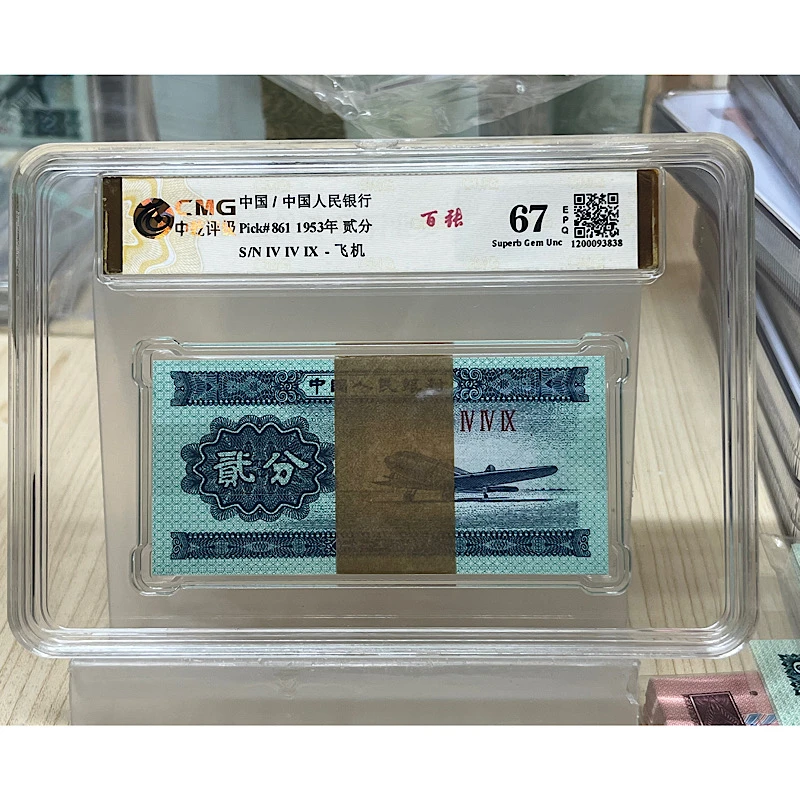 CMG 中国 / 中国人民银行
Pick# 861 1953年 贰分
S/N IV IV IX - 飞机
百张
67
EPQ
Superb Gem Unc
1200093838
中国人民银行
IV IV IX
贰分